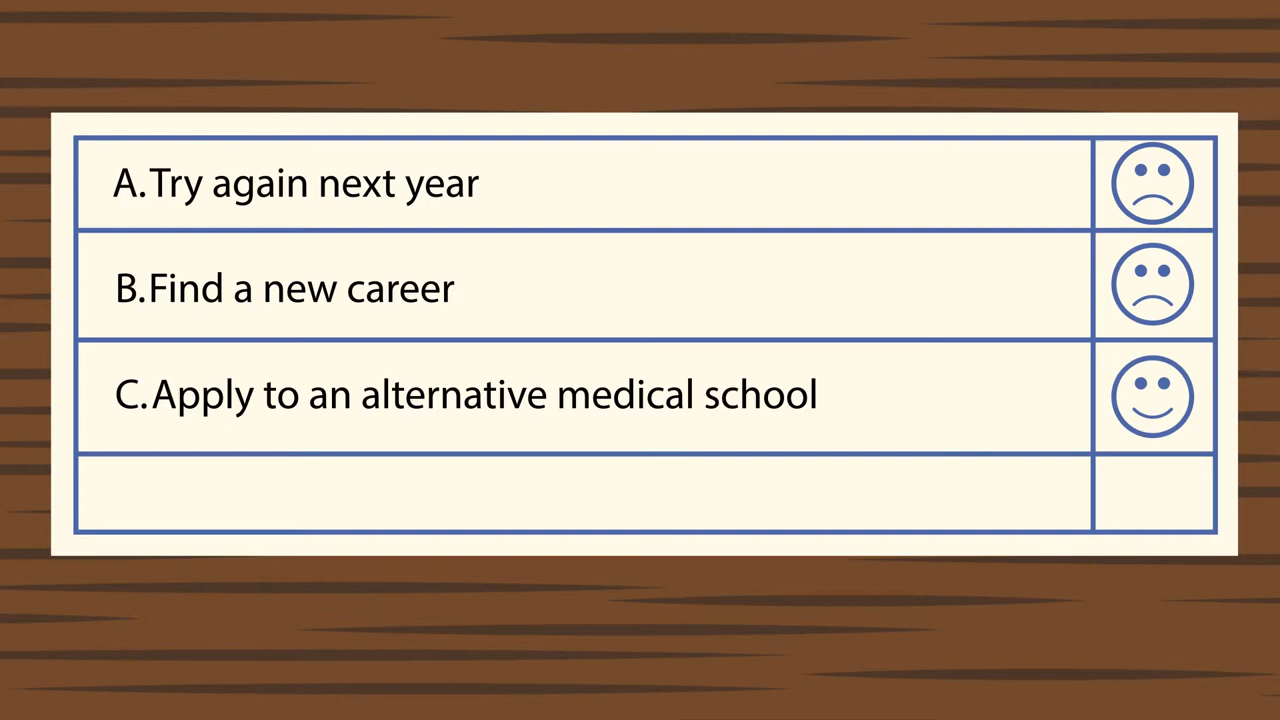 A. Try again next year
B. Find a new career
C. Apply to an alternative medical school